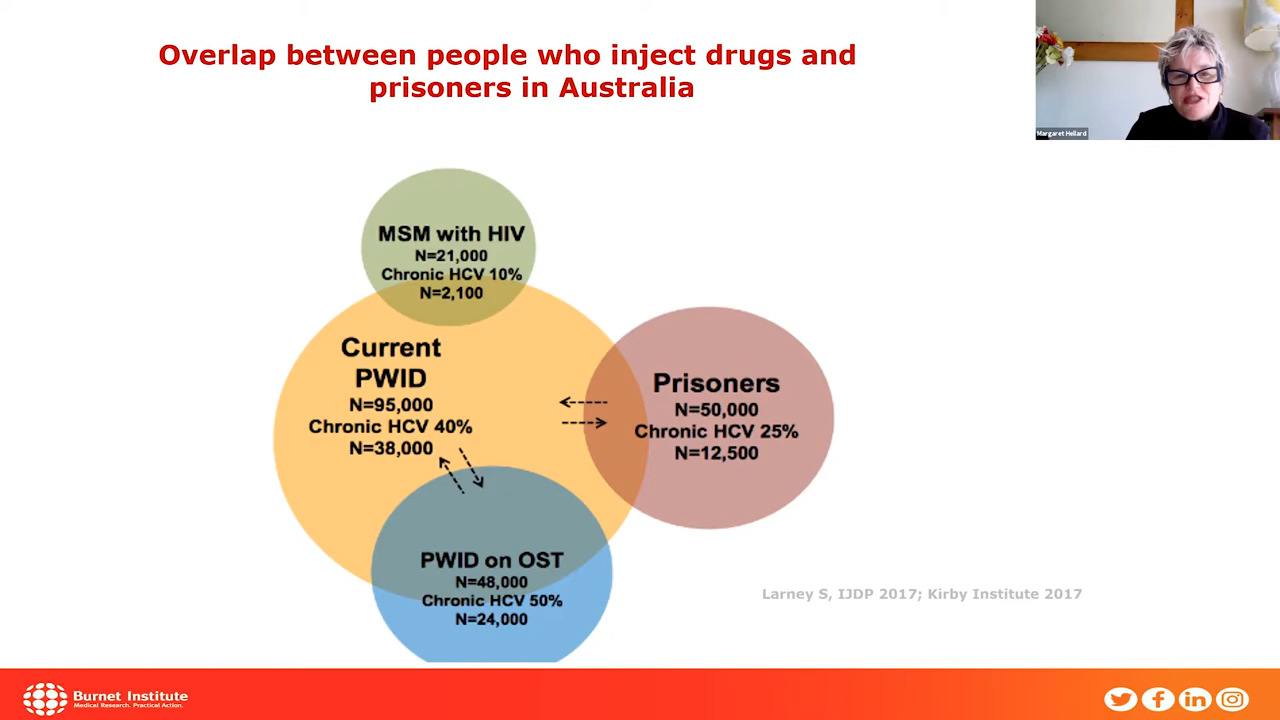 Overlap between people who inject drugs and
prisoners in Australia
Margaret Hellard
MSM with HIV
N=21,000
Chronic HCV 10%
N=2,100
Current
PWID
N=95,000
Chronic HCV 40%
N=38,000
Prisoners
N=50,000
Chronic HCV 25%
N=12,500
PWID on OST
N=48,000
Chronic HCV 50%
N=24,000
Larney S, IJDP 2017; Kirby Institute 2017
Burnet Institute
Medical Research. Practical Action.